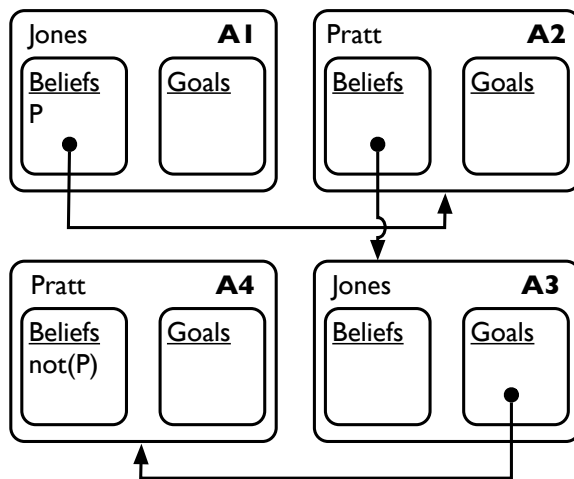 Jones A1
Beliefs Goals
P
Pratt A2
Beliefs Goals
Pratt A4
Beliefs Goals
not(P)
Jones A3
Beliefs Goals